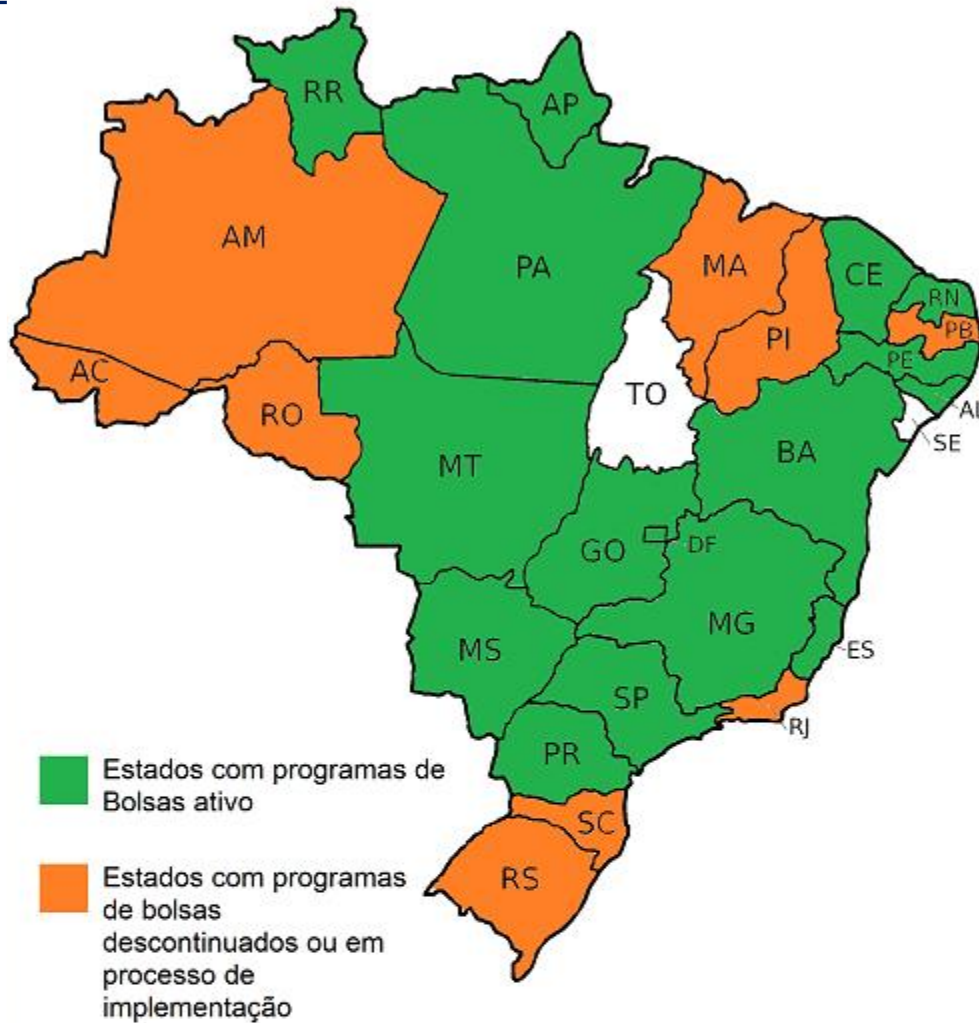 RR
AP
AM
PA
MA
CE
RN
PB
PI
PE
AC
TO
AL
RO
SE
BA
MT
GO
DF
MG
MS
ES
SP
RJ
PR
Estados com programas de
Bolsas ativo
SC
RS
Estados com programas
de bolsas
descontinuados ou em
processo de
implementação